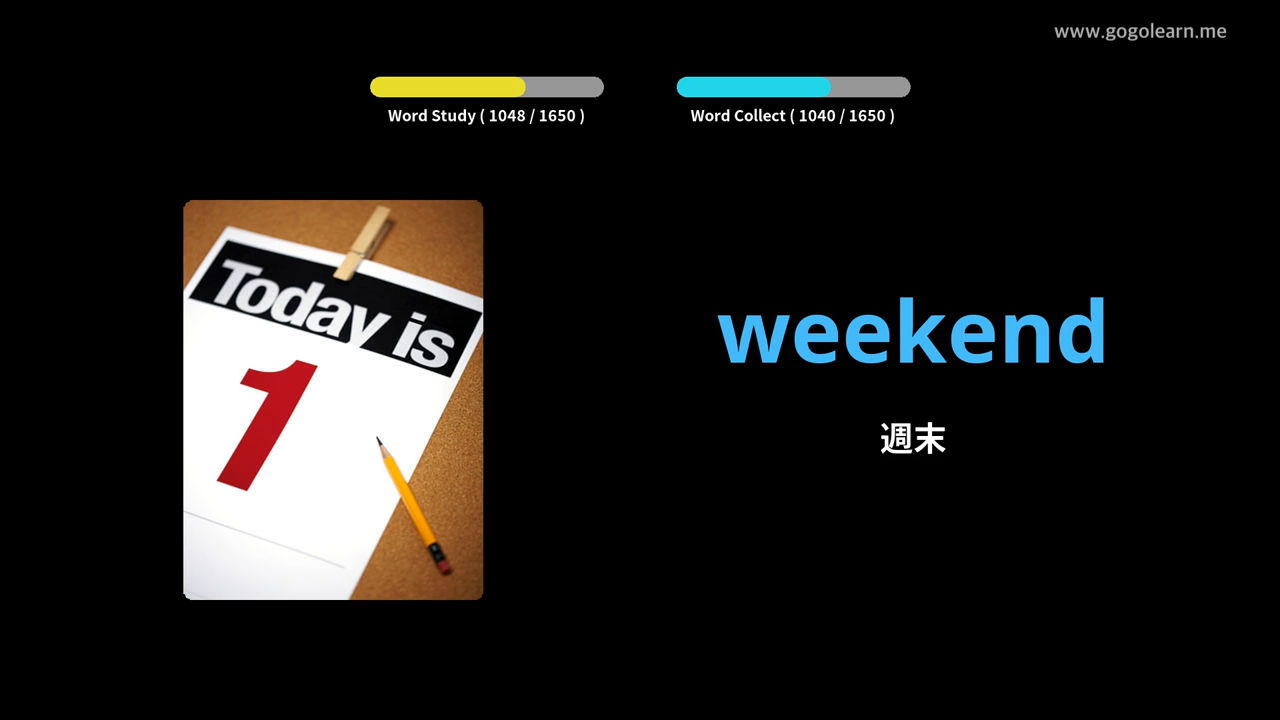 www.gogolearn.me
Word Study ( 1048 / 1650 )
Word Collect ( 1040 / 1650 )
Today is
1
weekend
週末